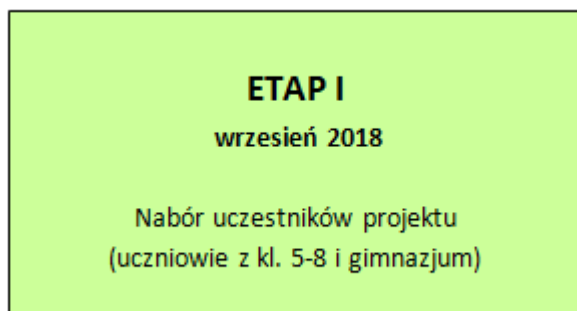 ETAP I
wrzesień 2018
Nabór uczestników projektu
(uczniowie z kl. 5-8 i gimnazjum)